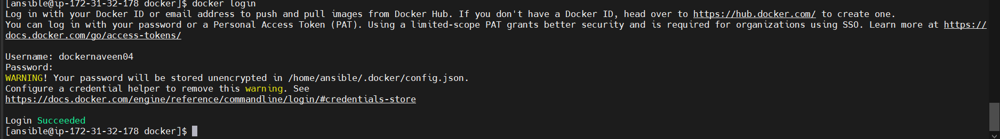 [ansible@ip-172-31-32-178 docker]$ docker login
Log in with your Docker ID or email address to push and pull images from Docker Hub. If you don't have a Docker ID, head over to https://hub.docker.com/ to create one.
You can log in with your password or a Personal Access Token (PAT). Using a limited-scope PAT grants better security and is required for organizations using SSO. Learn more at https://
docs.docker.com/go/access-tokens/
Username: dockernaveen04
Password:
WARNING! Your password will be stored unencrypted in /home/ansible/.docker/config.json.
Configure a credential helper to remove this warning. See
https://docs.docker.com/engine/reference/commandline/login/#credentials-store
Login Succeeded
[ansible@ip-172-31-32-178 docker]$